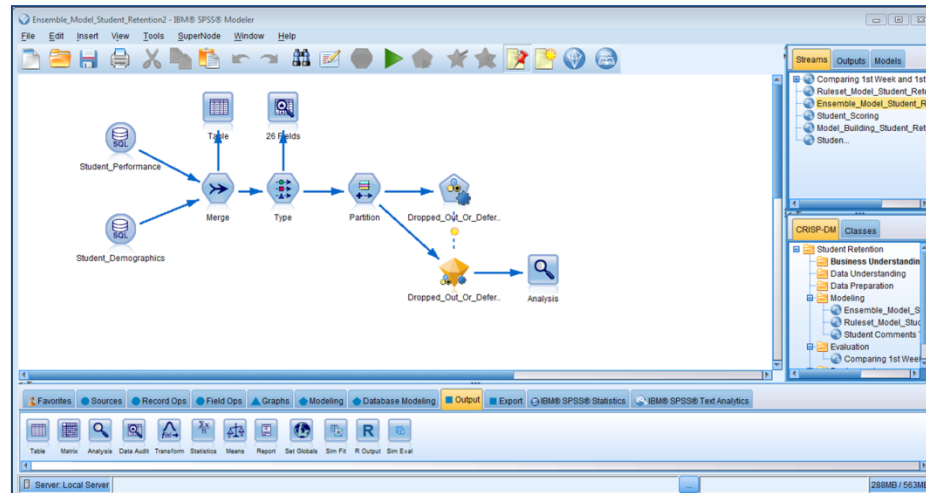 Ensemble_Model_Student_Retention2 - IBM® SPSS® Modeler
File Edit Insert View Tools SuperNode Window Help
Streams Outputs Models
Comparing 1st Week and 1st
Ruleset_Model_Student_Rete
Ensemble_Model_Student_R
Student_Scoring
Model_Building_Student_Ret
Studen...
SQL
Student_Performance
Table
26 Fields
Merge
Type
Partition
Dropped_Out_Or_Defer..
SQL
Student_Demographics
Dropped_Out_Or_Defer..
Analysis
CRISP-DM Classes
Student Retention
Business Understandin
Data Understanding
Data Preparation
Modeling
Ensemble_Model_S
Ruleset_Model_Stud
Student Comments
Evaluation
Comparing 1st Week
Favorites Sources Record Ops Field Ops Graphs Modeling Database Modeling Output Export IBM® SPSS® Statistics IBM® SPSS® Text Analytics
Table Matrix Analysis Data Audit Transform Statistics Means Report Set Globals Sim Fit R Output Sim Eval
Server: Local Server ... 288MB / 563MB